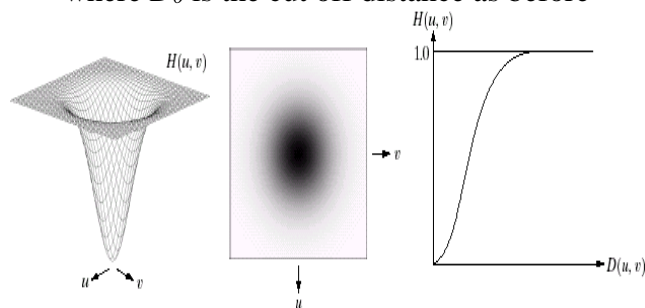 where D₀ is the cut off distance as before
H(u, v)
H(u, v)
1.0
v
u
v
u
D(u, v)